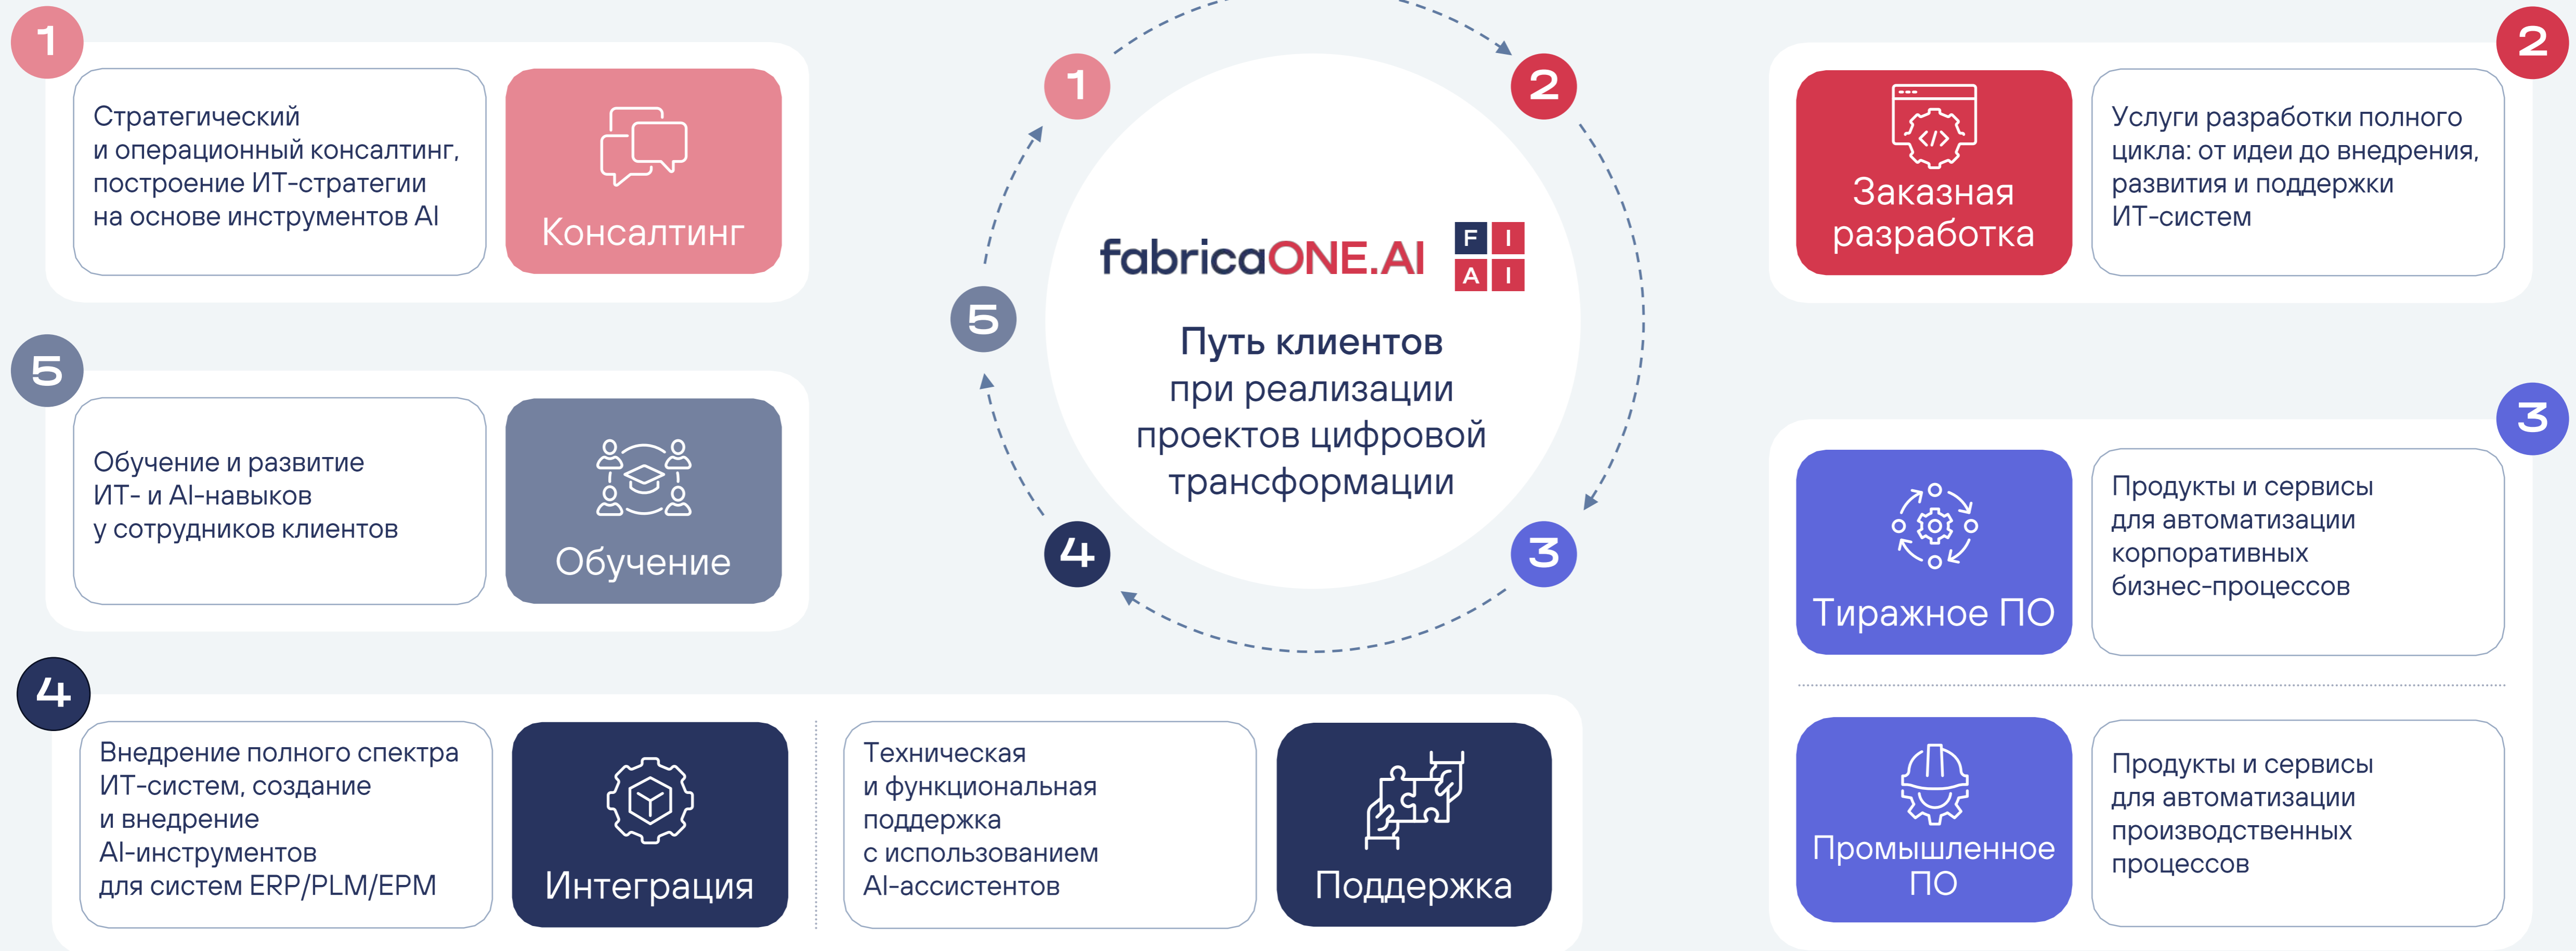 1
Стратегический
и операционный консалтинг,
построение ИТ-стратегии
на основе инструментов AI
Консалтинг
5
Обучение и развитие
ИТ- и AI-навыков
у сотрудников клиентов
Обучение
4
Внедрение полного спектра
ИТ-систем, создание
и внедрение
AI-инструментов
для систем ERP/PLM/EPM
Интеграция
Техническая
и функциональная
поддержка
с использованием
AI-ассистентов
Поддержка
1
2
3
4
5
fabricaONE.AI
F I
A I
Путь клиентов
при реализации
проектов цифровой
трансформации
2
Заказная
разработка
Услуги разработки полного
цикла: от идеи до внедрения,
развития и поддержки
ИТ-систем
3
Тиражное ПО
Продукты и сервисы
для автоматизации
корпоративных
бизнес-процессов
Промышленное
ПО
Продукты и сервисы
для автоматизации
производственных
процессов